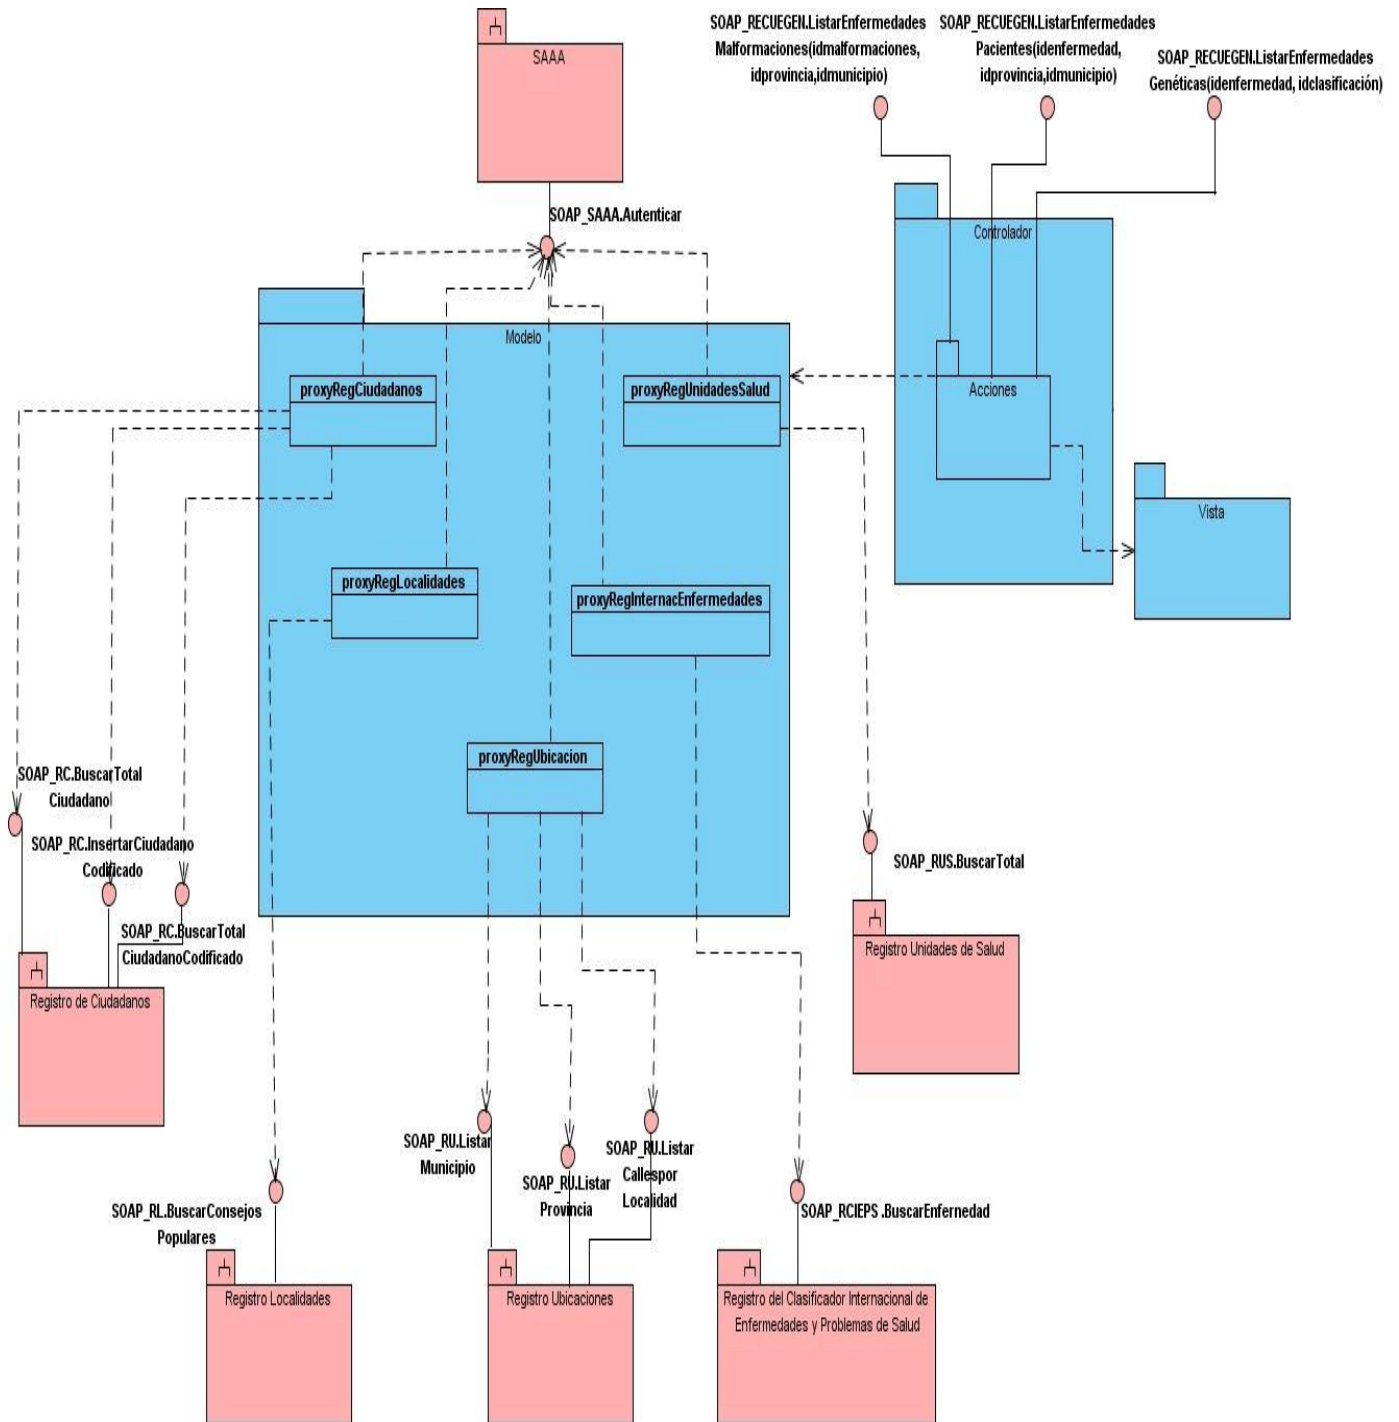 SAAA
SOAP_RECUEGEN.ListarEnfermedades
Malformaciones(idmalformaciones,
idprovincia,idmunicipio)
SOAP_RECUEGEN.ListarEnfermedades
Pacientes(idenfermedad,
idprovincia,idmunicipio)
SOAP_RECUEGEN.ListarEnfermedades
Genéticas(idenfermedad, idclasificación)
SOAP_SAAA.Autenticar
Controlador
Modelo
proxyRegCiudadanos
proxyRegUnidadesSalud
Acciones
Vista
proxyRegLocalidades
proxyRegInternacEnfermedades
proxyRegUbicacion
SOAP_RC.BuscarTotal
Ciudadano
SOAP_RC.InsertarCiudadano
Codificado
SOAP_RUS.BuscarTotal
SOAP_RC.BuscarTotal
CiudadanoCodificado
Registro de Ciudadanos
Registro Unidades de Salud
SOAP_RU.Listar
Municipio
SOAP_RU.Listar
Provincia
SOAP_RU.Listar
Callespor
Localidad
SOAP_RL.BuscarConsejos
Populares
SOAP_RCIEPS .BuscarEnfernedad
Registro Localidades
Registro Ubicaciones
Registro del Clasificador Internacional de
Enfermedades y Problemas de Salud